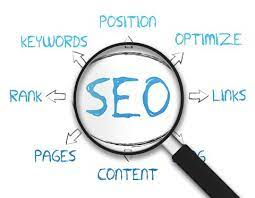 POSITION
KEYWORDS
OPTIMIZE
RANK
SEO
LINKS
PAGES
CONTENT